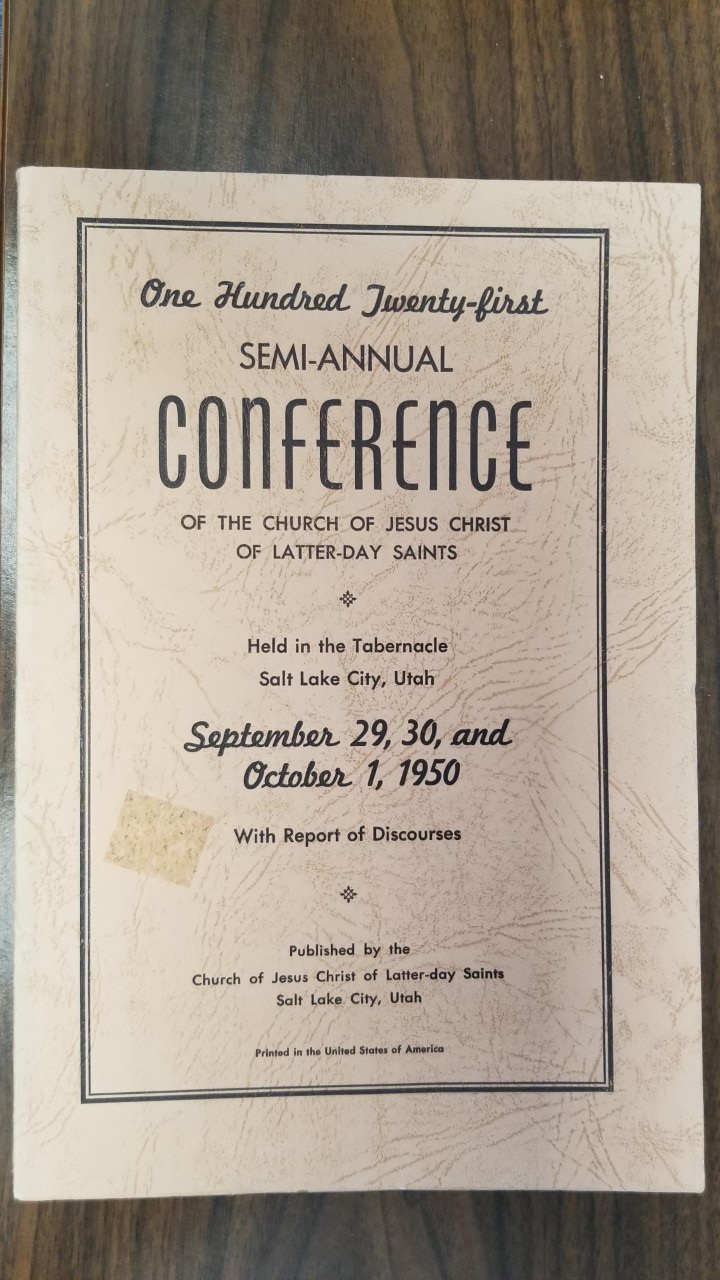 One Hundred Twenty-first
SEMI-ANNUAL
CONFERENCE
OF THE CHURCH OF JESUS CHRIST
OF LATTER-DAY SAINTS
Held in the Tabernacle
Salt Lake City, Utah
September 29, 30, and
October 1, 1950
With Report of Discourses
Published by the
Church of Jesus Christ of Latter-day Saints
Salt Lake City, Utah
Printed in the United States of America